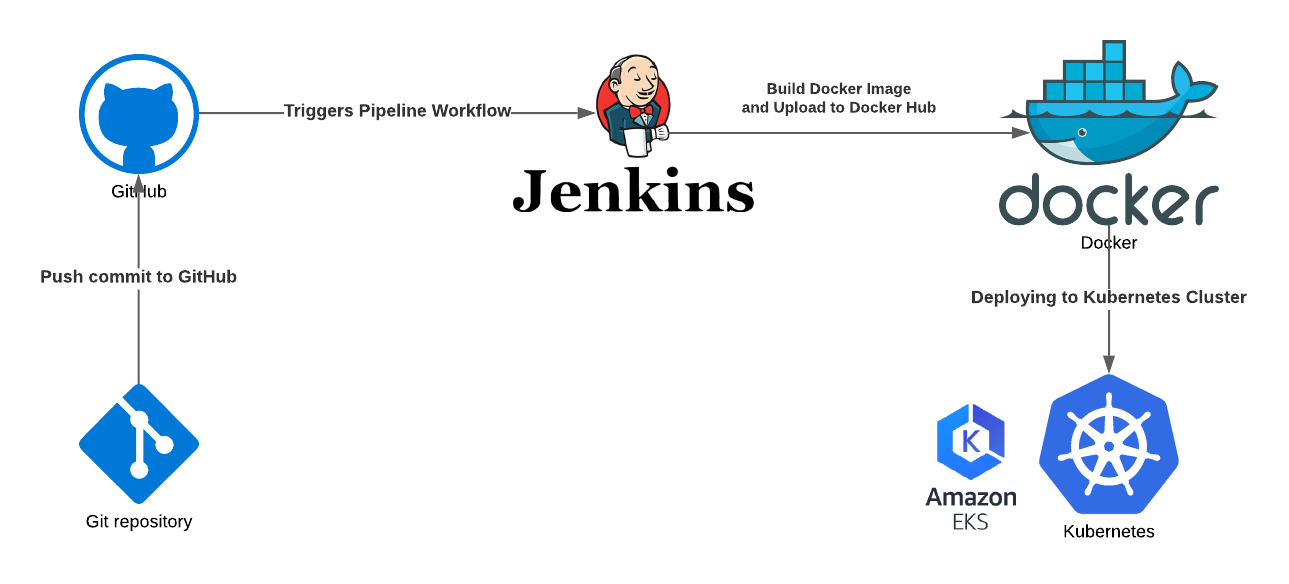 GitHub
Triggers Pipeline Workflow
Jenkins
Build Docker Image
and Upload to Docker Hub
docker
Docker
Push commit to GitHub
Deploying to Kubernetes Cluster
Git repository
K
Amazon
EKS
Kubernetes